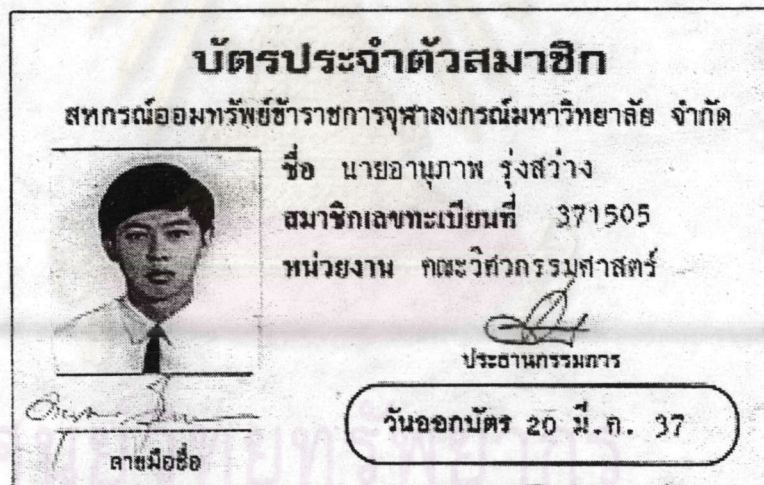 บัตรประจำตัวสมาชิก
สหกรณ์ออมทรัพย์ข้าราชการจุฬาลงกรณ์มหาวิทยาลัย จำกัด
ชื่อ นายอานุภาพ รุ่งสว่าง
สมาชิกเลขทะเบียนที่ 371505
หน่วยงาน คณะวิศวกรรมศาสตร์
ประธานกรรมการ
วันออกบัตร 20 มี.ค. 37
ลายมือชื่อ